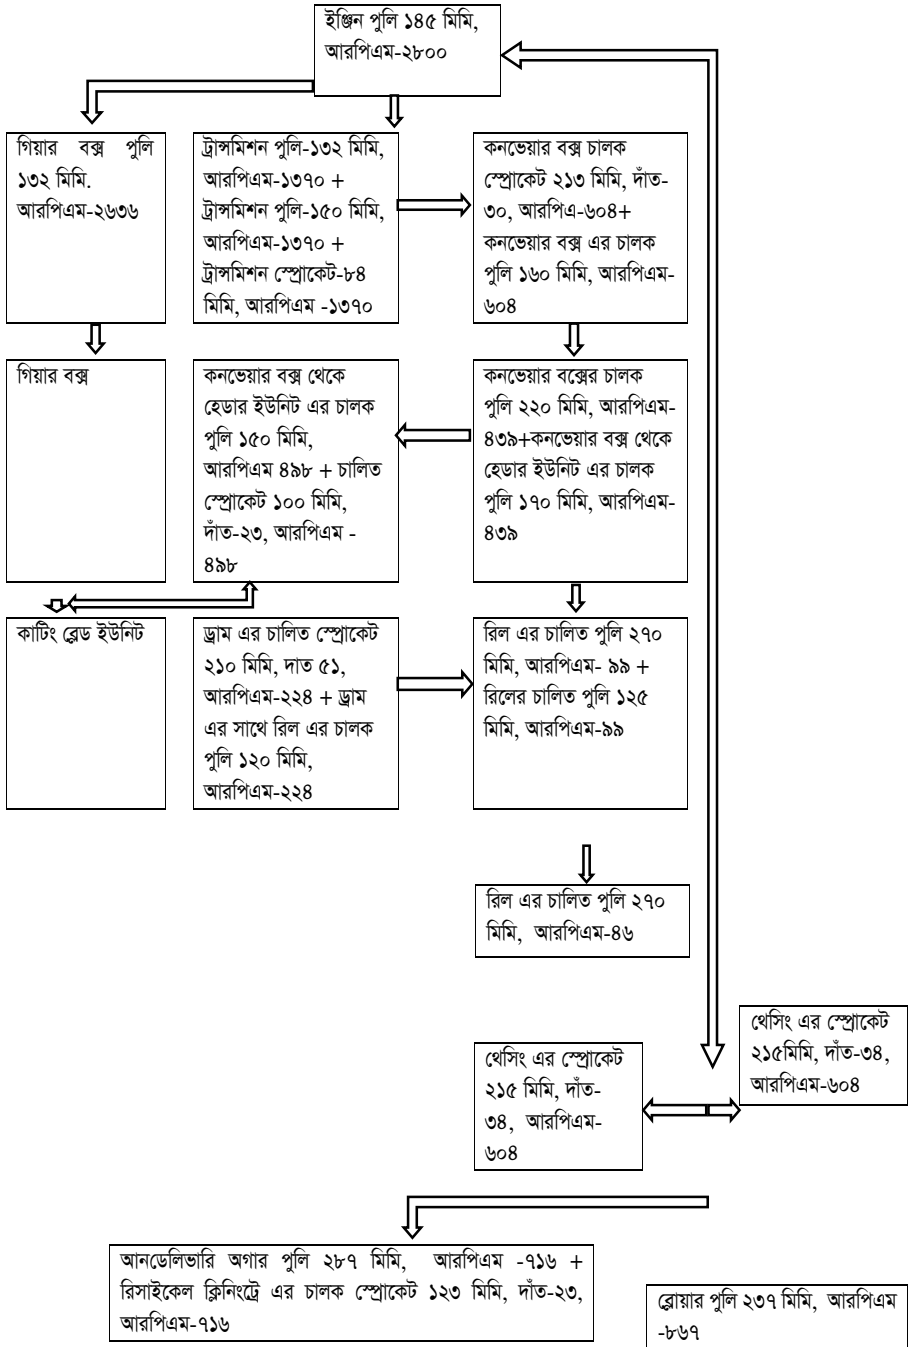 ইঞ্জিন পুলি ১৪৫ মিমি,
আরপিএম-২৮০০
গিয়ার বক্স পুলি
১৩২ মিমি.
আরপিএম-২৬৩৬
ট্রান্সমিশন পুলি-১৩২ মিমি,
আরপিএম-১৩৭০ +
ট্রান্সমিশন পুলি-১৫০ মিমি,
আরপিএম-১৩৭০ +
ট্রান্সমিশন স্প্রোকেট-৮৪
মিমি, আরপিএম -১৩৭০
কনভেয়ার বক্স চালক
স্প্রোকেট ২১৩ মিমি, দাঁত-
৩০, আরপিএ-৬০৪+
কনভেয়ার বক্স এর চালক
পুলি ১৬০ মিমি, আরপিএম-
৬০৪
গিয়ার বক্স
কনভেয়ার বক্স থেকে
হেডার ইউনিট এর চালক
পুলি ১৫০ মিমি,
আরপিএম ৪৯৮ + চালিত
স্প্রোকেট ১০০ মিমি,
দাঁত-২৩, আরপিএম -
৪৯৮
কনভেয়ার বক্সের চালক
পুলি ২২০ মিমি, আরপিএম-
৪৩৯+কনভেয়ার বক্স থেকে
হেডার ইউনিট এর চালক
পুলি ১৭০ মিমি, আরপিএম-
৪৩৯
কাটিং ব্লেড ইউনিট
ড্রাম এর চালিত স্প্রোকেট
২১০ মিমি, দাত ৫১,
আরপিএম-২২৪ + ড্রাম
এর সাথে রিল এর চালক
পুলি ১২০ মিমি,
আরপিএম-২২৪
রিল এর চালিত পুলি ২৭০
মিমি, আরপিএম- ৯৯ +
রিলের চালিত পুলি ১২৫
মিমি, আরপিএম-৯৯
রিল এর চালিত পুলি ২৭০
মিমি, আরপিএম-৪৬
থেসিং এর স্প্রোকেট
২১৫মিমি, দাঁত-৩৪,
আরপিএম-৬০৪
থেসিং এর স্প্রোকেট
২১৫ মিমি, দাঁত-
৩৪, আরপিএম-
৬০৪
আনডেলিভারি অগার পুলি ২৮৭ মিমি, আরপিএম -৭১৬ +
রিসাইকেল ক্লিনিংট্রে এর চালক স্প্রোকেট ১২৩ মিমি, দাঁত-২৩,
আরপিএম-৭১৬
ব্লোয়ার পুলি ২৩৭ মিমি, আরপিএম
-৮৬৭